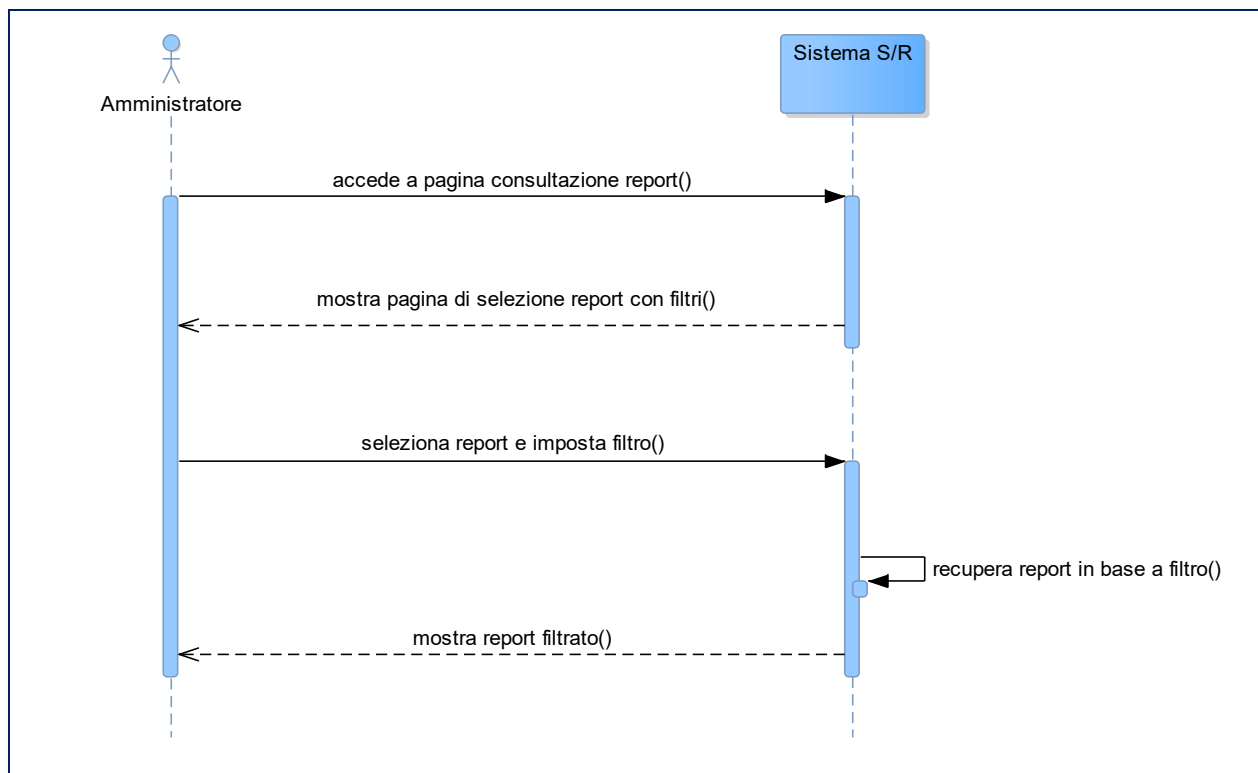 Sistema S/R
Amministratore
accede a pagina consultazione report()
mostra pagina di selezione report con filtri()
seleziona report e imposta filtro()
recupera report in base a filtro()
mostra report filtrato()